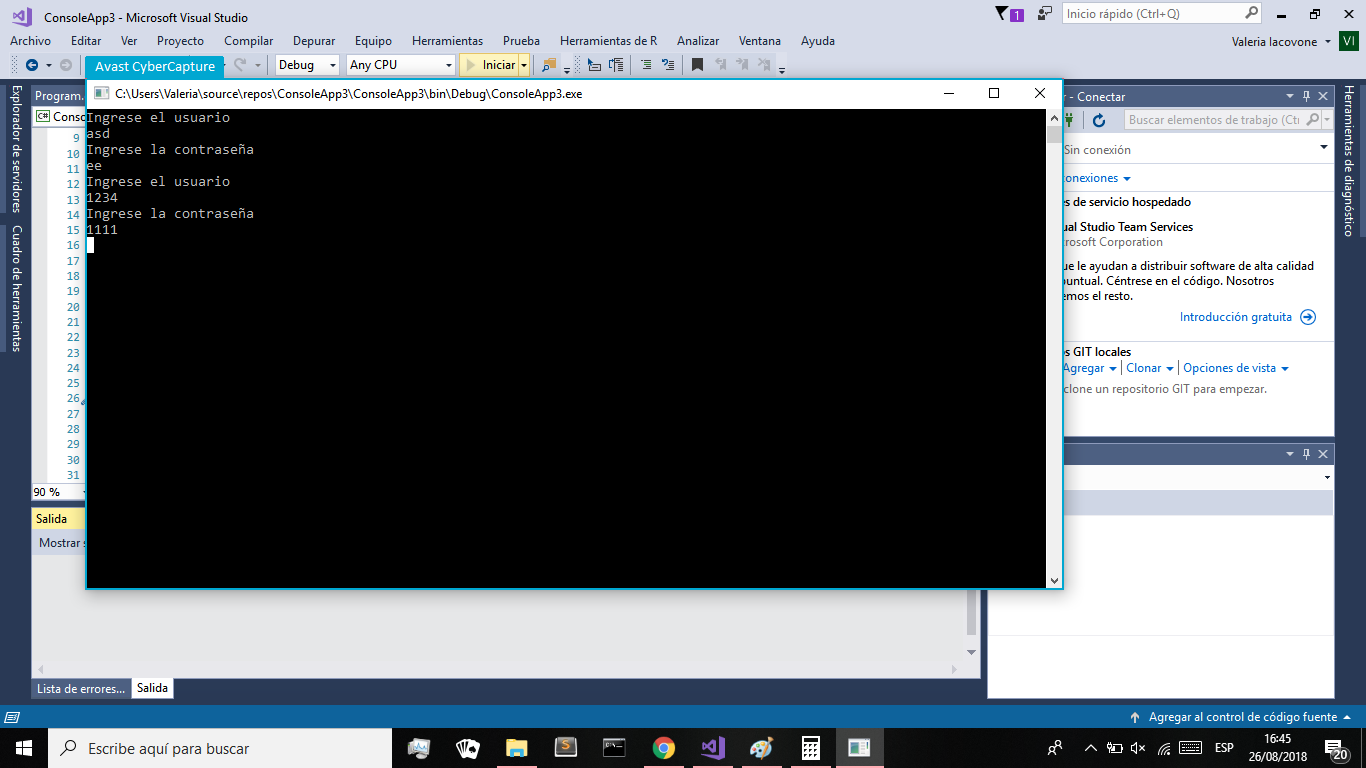 ConsoleApp3 - Microsoft Visual Studio
1
Inicio rápido (Ctrl+Q)
Archivo Editar Ver Proyecto Compilar Depurar Equipo Herramientas Prueba Herramientas de R Analizar Ventana Ayuda
Valeria Iacovone
VI
Avast CyberCapture
Debug
Any CPU
Iniciar
Explorador de servidores
Cuadro de herramientas
Program.
C#
C:\Users\Valeria\source\repos\ConsoleApp3\ConsoleApp3\bin\Debug\ConsoleApp3.exe
Ingrese el usuario
asd
Ingrese la contraseña
ee
Ingrese el usuario
1234
Ingrese la contraseña
1111
9
10
11
12
13
14
15
16
17
18
19
20
21
22
23
24
25
26
27
28
29
30
31
90 %
- Conectar
Buscar elementos de trabajo (Ctr
Sin conexión
onexiones
s de servicio hospedado
ual Studio Team Services
rosoft Corporation
ue le ayudan a distribuir software de alta calidad
puntual. Céntrese en el código. Nosotros
emos el resto.
Introducción gratuita
s GIT locales
Agregar | Clonar | Opciones de vista
clone un repositorio GIT para empezar.
Herramientas de diagnóstico
Salida
Mostrar
Lista de errores...
Salida
Agregar al control de código fuente
Escribe aquí para buscar
ESP
16:45
26/08/2018
20